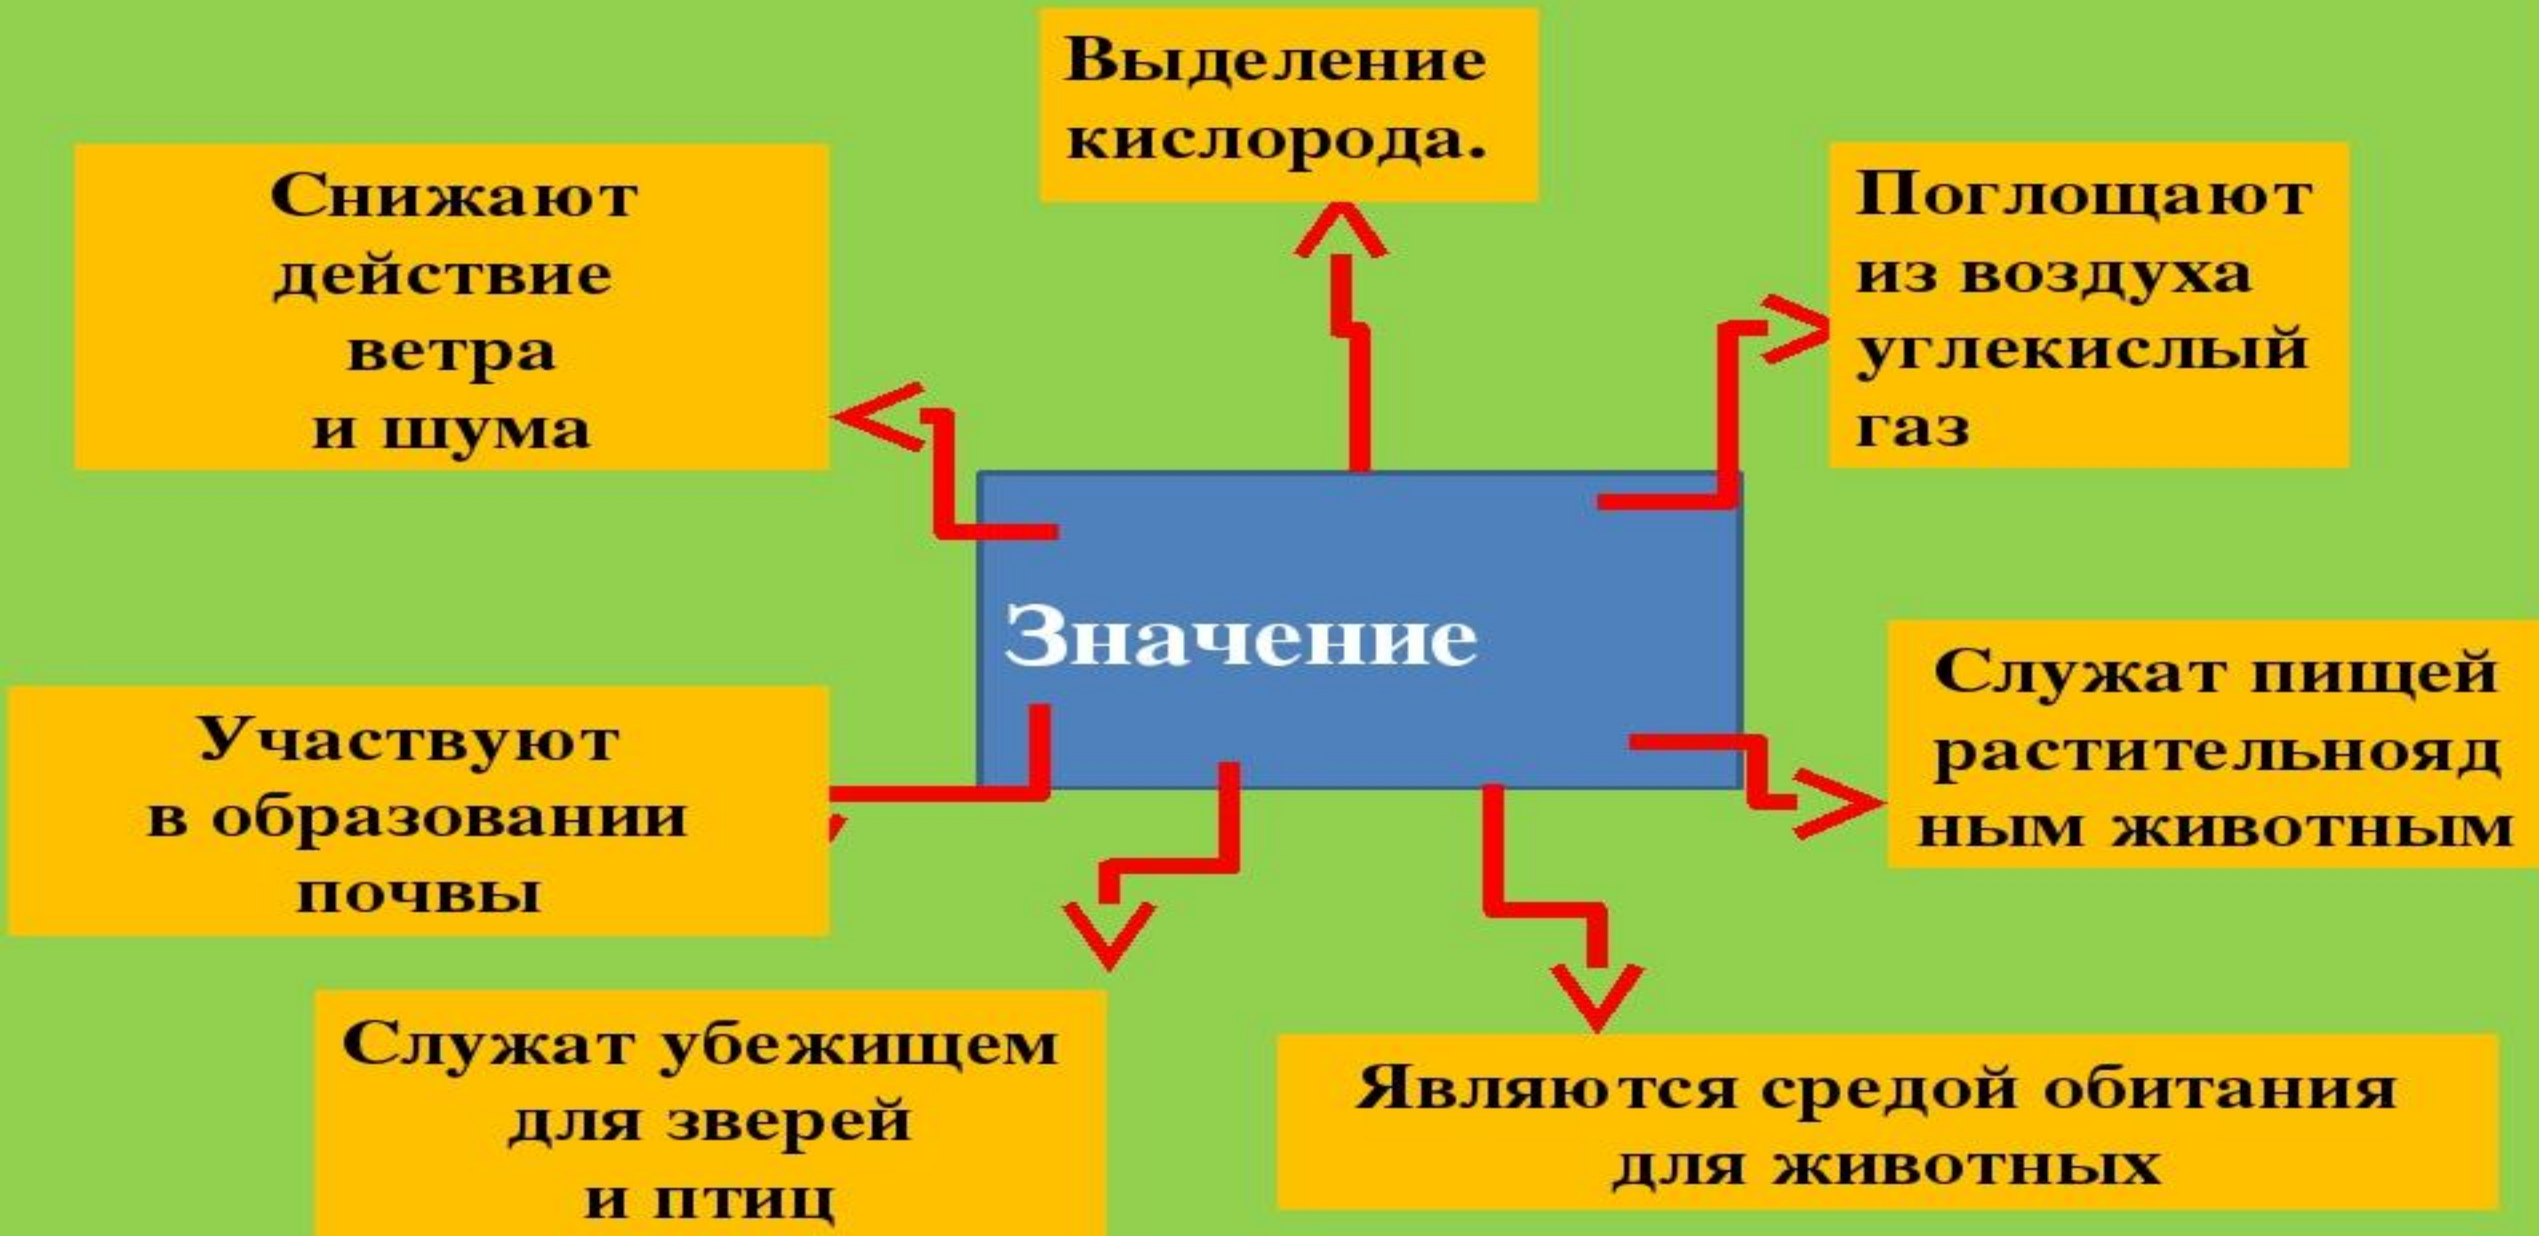 Выделение
кислорода.
Снижают
действие
ветра
и шума
Поглощают
из воздуха
углекислый
газ
Значение
Служат пищей
растительнояд
ным животным
Участвуют
в образовании
почвы
Служат убежищем
для зверей
и птиц
Являются средой обитания
для животных